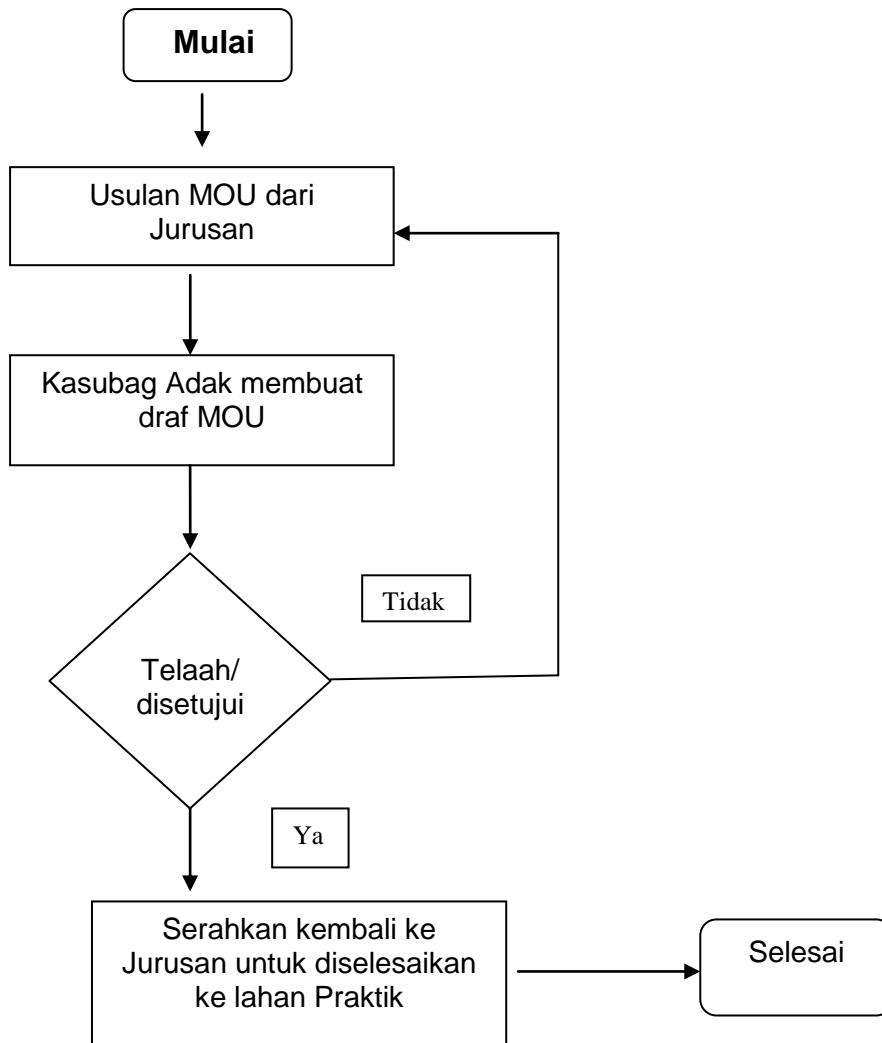 Mulai
Usulan MOU dari
Jurusan
Kasubag Adak membuat
draf MOU
Tidak
Telaah/
disetujui
Ya
Serahkan kembali ke
Jurusan untuk diselesaikan
ke lahan Praktik
Selesai